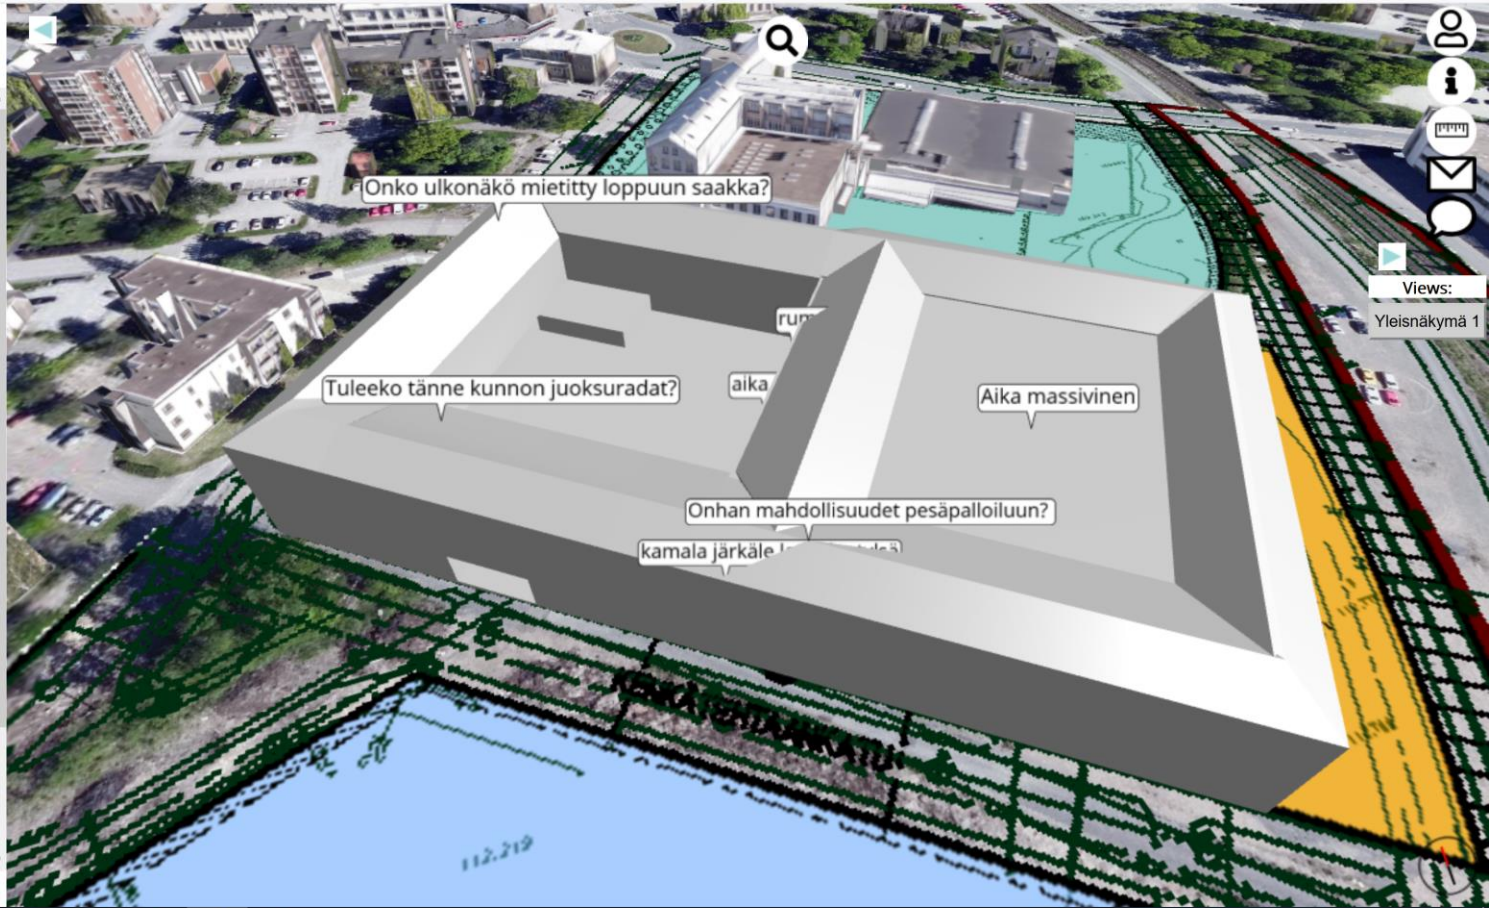 Onko ulkonäkö mietitty loppuun saakka?
Views:
Yleisnäkymä 1
Tuleeko tänne kunnon juoksuradat?
aika
Aika massivinen
Onhan mahdollisuudet pesäpalloiluun?
kamala järkäle
KENKÄTEHTAANKATU
112.219